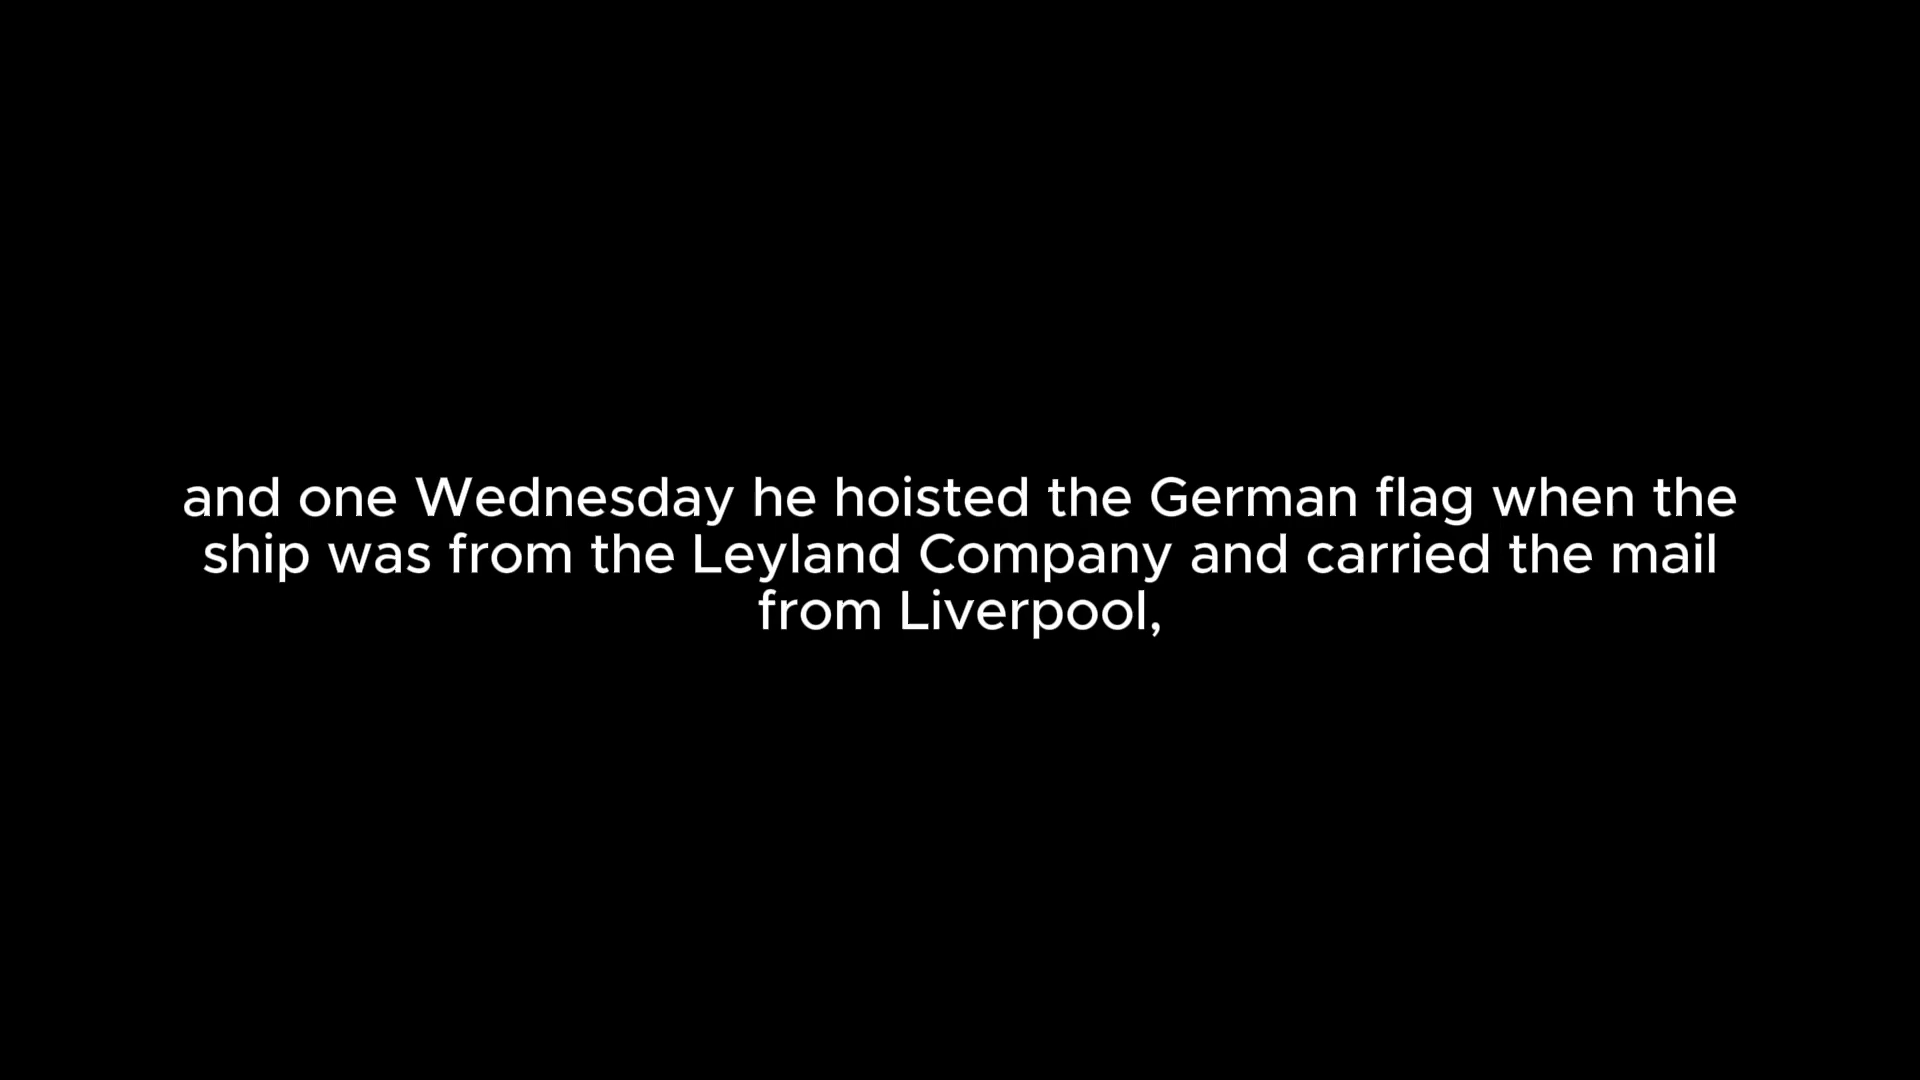 and one Wednesday he hoisted the German flag when the
ship was from the Leyland Company and carried the mail
from Liverpool,